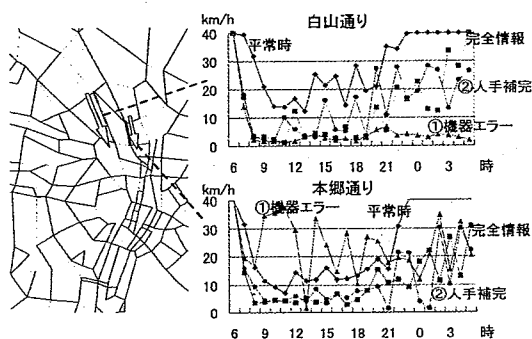 白山通り
km/h
平常時
完全情報
②人手補完
①機器エラー
40
30
20
10
0
6 9 12 15 18 21 0 3 時
本郷通り
km/h
①機器エラー
平常時
完全情報
②人手補完
40
30
20
10
0
6 9 12 15 18 21 0 3 時